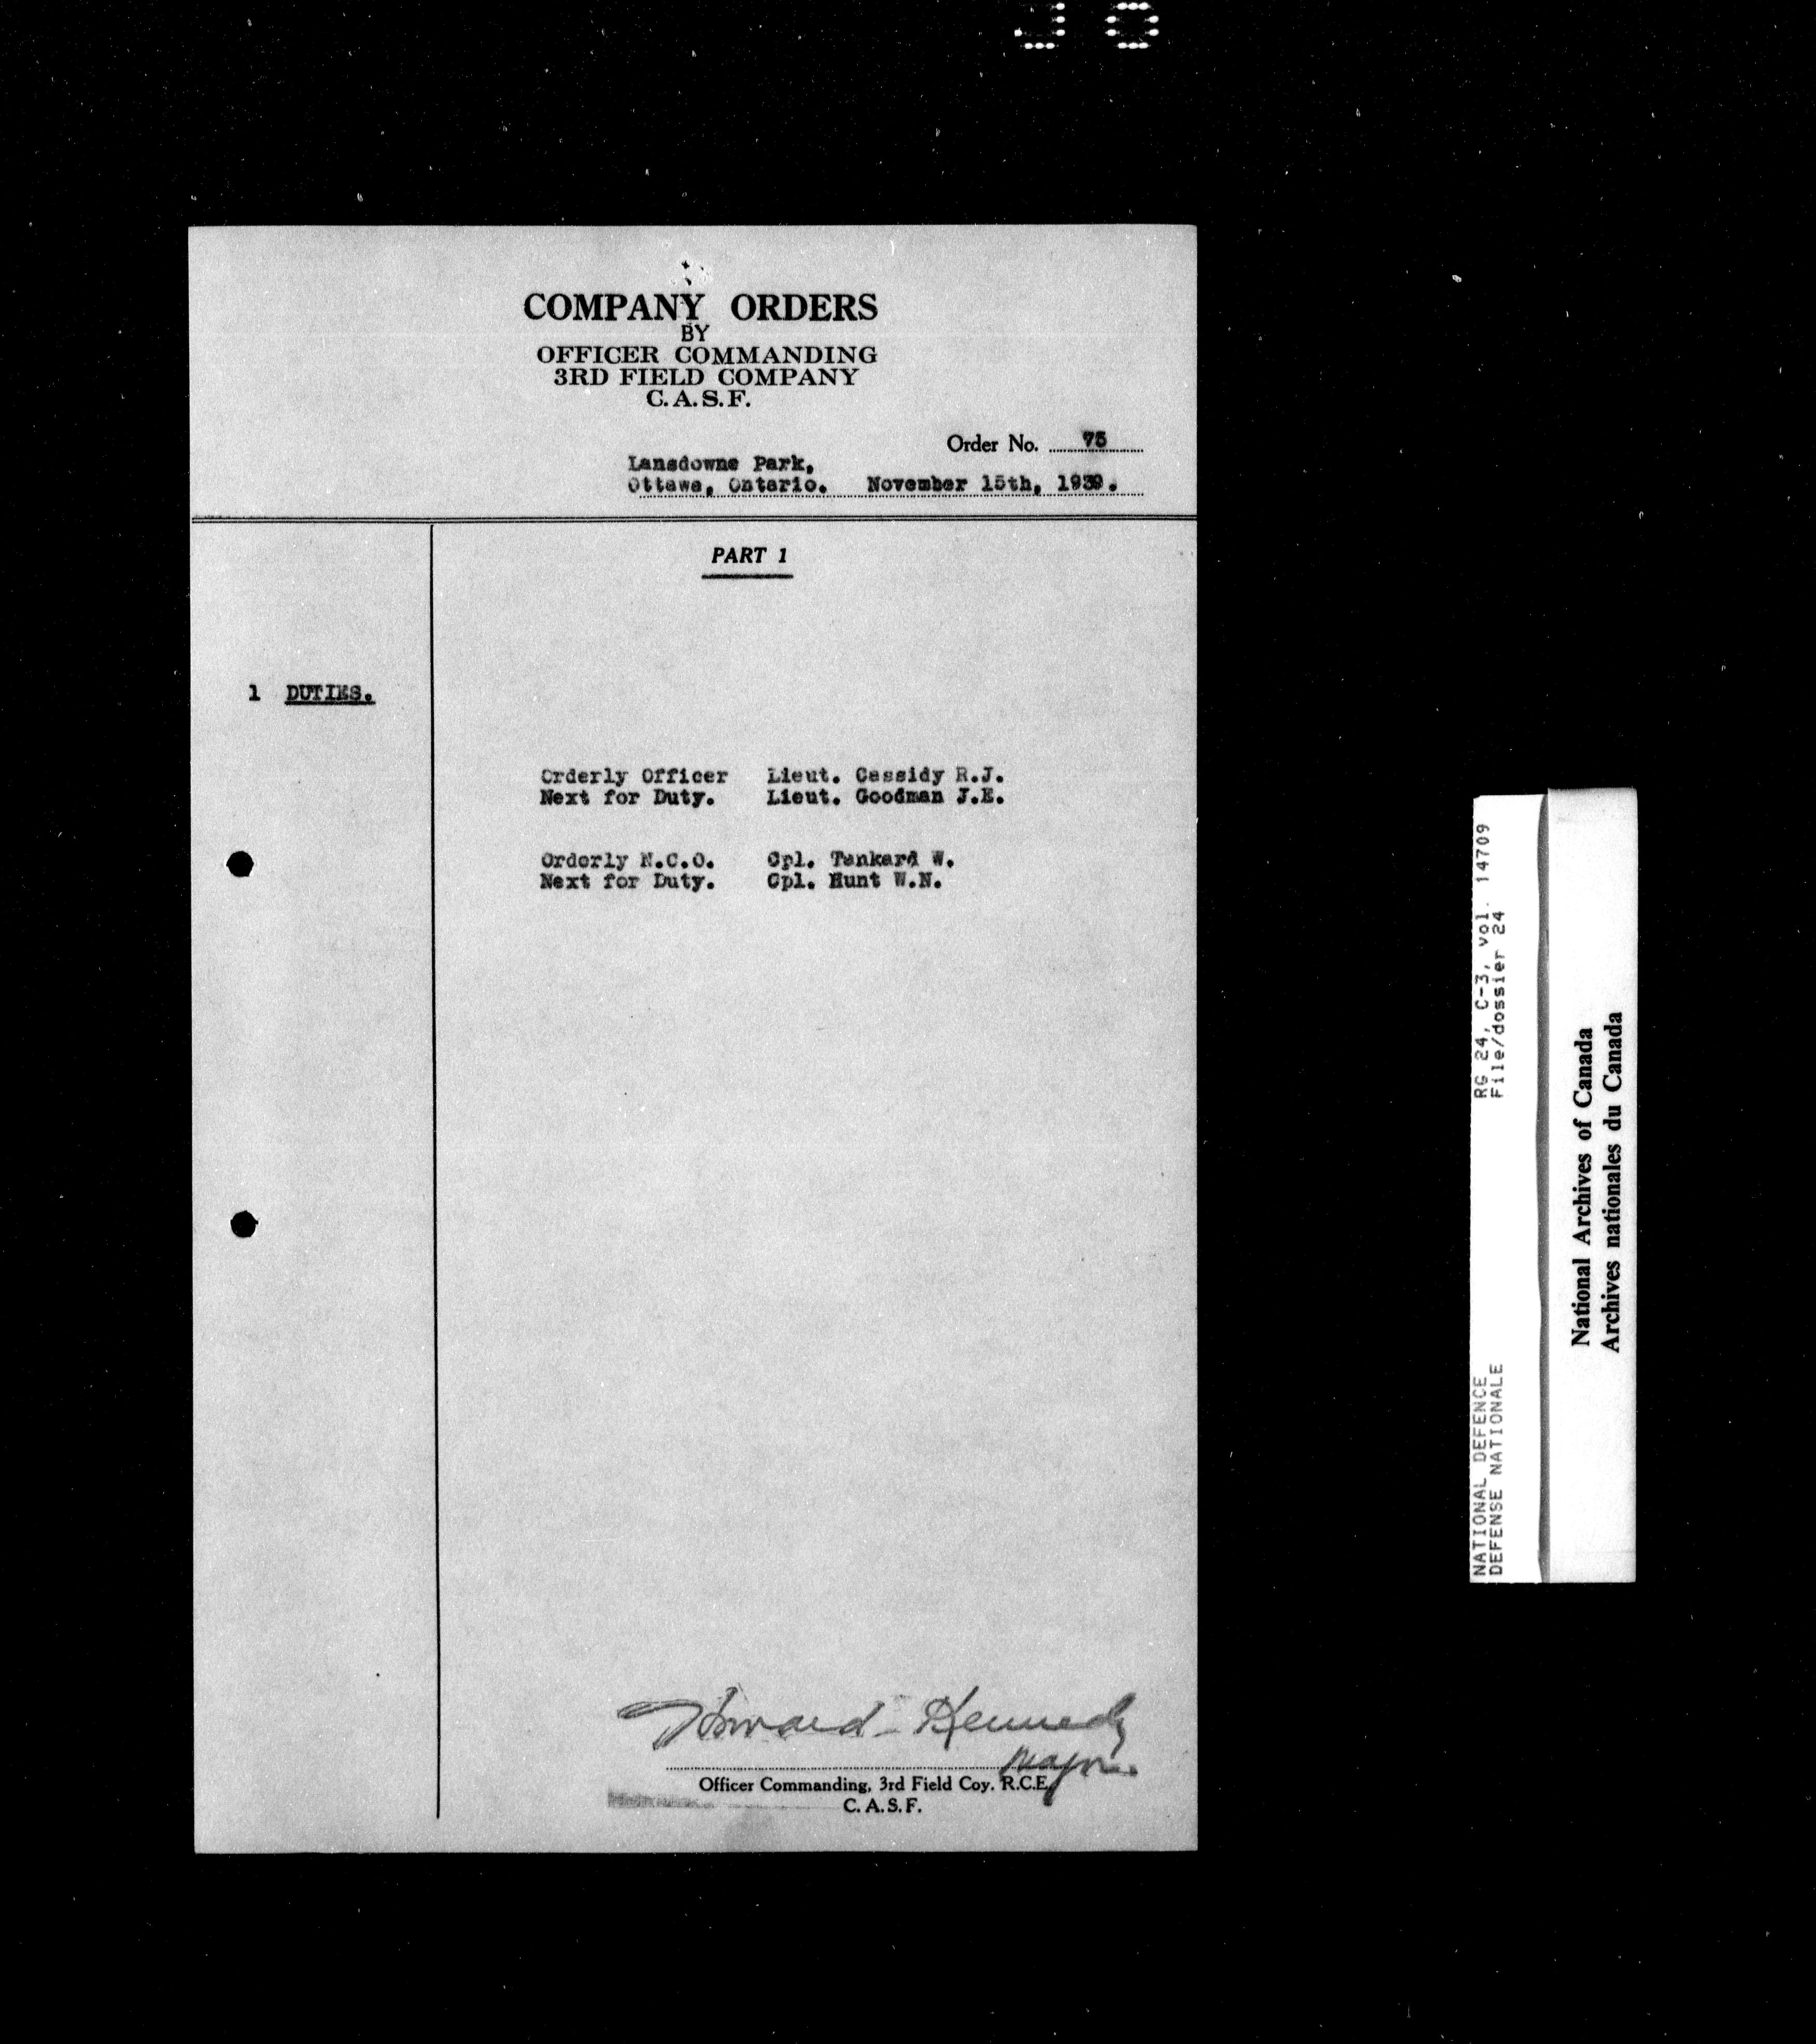 COMPANY ORDERS
BY
OFFICER COMMANDING
3RD FIELD COMPANY
C.A.S.F.
Order No. 75
Lansdowne Park,
Ottawa, Ontario. November 15th, 1939.
PART 1
1 DUTIES.
Orderly Officer Lieut. Cassidy R.J.
Next for Duty. Lieut. Goodman J.E.
Orderly N.C.O. Cpl. Tankard W.
Next for Duty. Cpl. Hunt W.N.
Howard Kennedy
Major
Officer Commanding, 3rd Field Coy. R.C.E.
C.A.S.F.
RG 24, C-3, vol. 14709
File/dossier 24
NATIONAL DEFENCE
DEFENSE NATIONALE
National Archives of Canada
Archives nationales du Canada